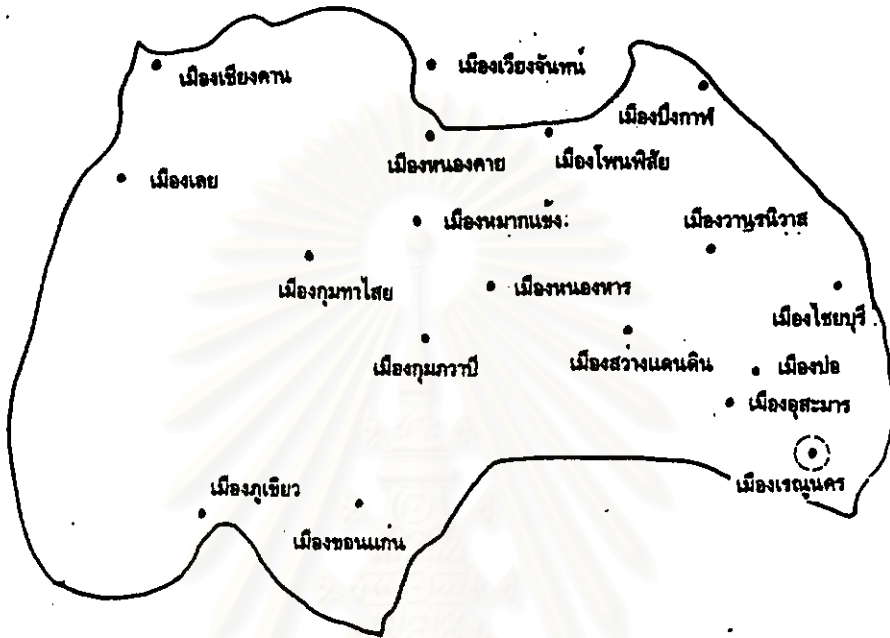 เมืองเชียงคาน
เมืองเวียงจันทน์
เมืองบึงกาฬ
เมืองหนองคาย
เมืองโพนพิสัย
เมืองเลย
เมืองหมากแข้ง
เมืองวานรนิวาส
เมืองกุมทาไสย
เมืองหนองหาร
เมืองไชยบุรี
เมืองกุมภวาปี
เมืองสว่างแดนดิน
เมืองปอ
เมืองอุสะมาร
เมืองเรณูนคร
เมืองภูเขียว
เมืองขอนแก่น